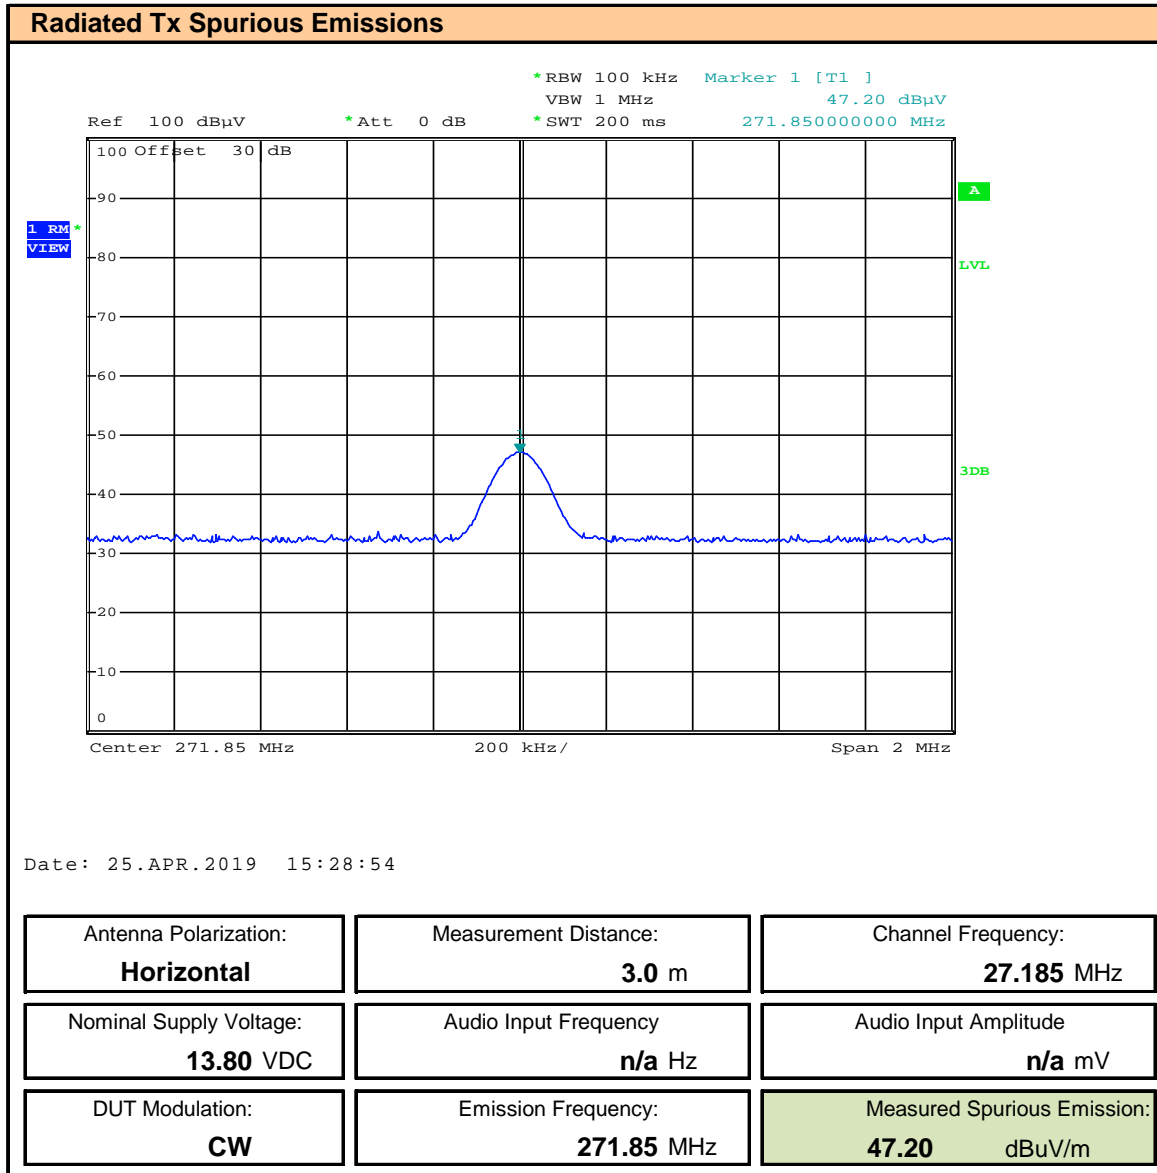 Radiated Tx Spurious Emissions
*RBW 100 kHz Marker 1 [T1 ]
VBW 1 MHz 47.20 dBµV
Ref 100 dBµV *Att 0 dB *SWT 200 ms 271.850000000 MHz
100 Offset 30 dB
A
90
1 RM *
VIEW
80
LVL
70
60
50
1
3DB
40
30
20
10
0
Center 271.85 MHz 200 kHz/ Span 2 MHz
Date: 25.APR.2019 15:28:54
Antenna Polarization: Measurement Distance: Channel Frequency:
Horizontal 3.0 m 27.185 MHz
Nominal Supply Voltage: Audio Input Frequency Audio Input Amplitude
13.80 VDC n/a Hz n/a mV
DUT Modulation: Emission Frequency: Measured Spurious Emission:
CW 271.85 MHz 47.20 dBuV/m